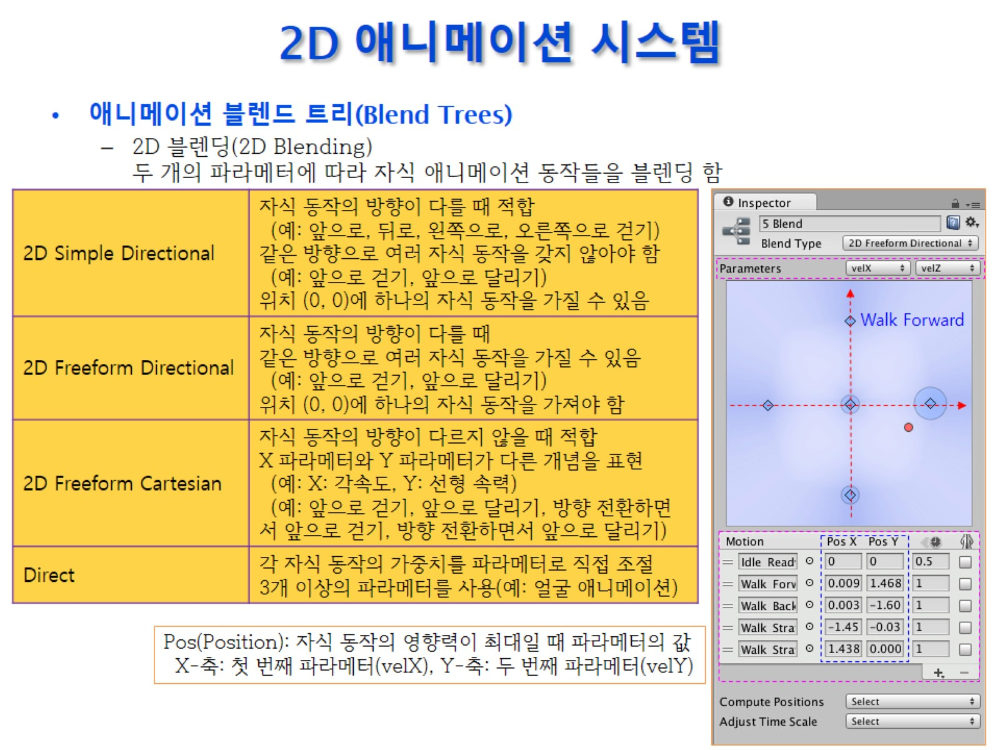 2D 애니메이션 시스템
• 애니메이션 블렌드 트리(Blend Trees)
– 2D 블렌딩(2D Blending)
두 개의 파라메터에 따라 자식 애니메이션 동작들을 블렌딩 함
2D Simple Directional
자식 동작의 방향이 다를 때 적합
(예: 앞으로, 뒤로, 왼쪽으로, 오른쪽으로 걷기)
같은 방향으로 여러 자식 동작을 갖지 않아야 함
(예: 앞으로 걷기, 앞으로 달리기)
위치 (0, 0)에 하나의 자식 동작을 가질 수 있음
2D Freeform Directional
자식 동작의 방향이 다를 때
같은 방향으로 여러 자식 동작을 가질 수 있음
(예: 앞으로 걷기, 앞으로 달리기)
위치 (0, 0)에 하나의 자식 동작을 가져야 함
2D Freeform Cartesian
자식 동작의 방향이 다르지 않을 때 적합
X 파라메터와 Y 파라메터가 다른 개념을 표현
(예: X: 각속도, Y: 선형 속력)
(예: 앞으로 걷기, 앞으로 달리기, 방향 전환하면
서 앞으로 걷기, 방향 전환하면서 앞으로 달리기)
Direct
각 자식 동작의 가중치를 파라메터로 직접 조절
3개 이상의 파라메터를 사용(예: 얼굴 애니메이션)
Pos(Position): 자식 동작의 영향력이 최대일 때 파라메터의 값
X-축: 첫 번째 파라메터(velX), Y-축: 두 번째 파라메터(velY)
Inspector
5 Blend
Blend Type 2D Freeform Directional
Parameters velX velZ
Walk Forward
Motion Pos X Pos Y
Idle Read 0 0 0.5
Walk Forw 0.009 1.468 1
Walk Back 0.003 -1.60 1
Walk Stra -1.45 -0.03 1
Walk Stra 1.438 0.000 1
Compute Positions Select
Adjust Time Scale Select